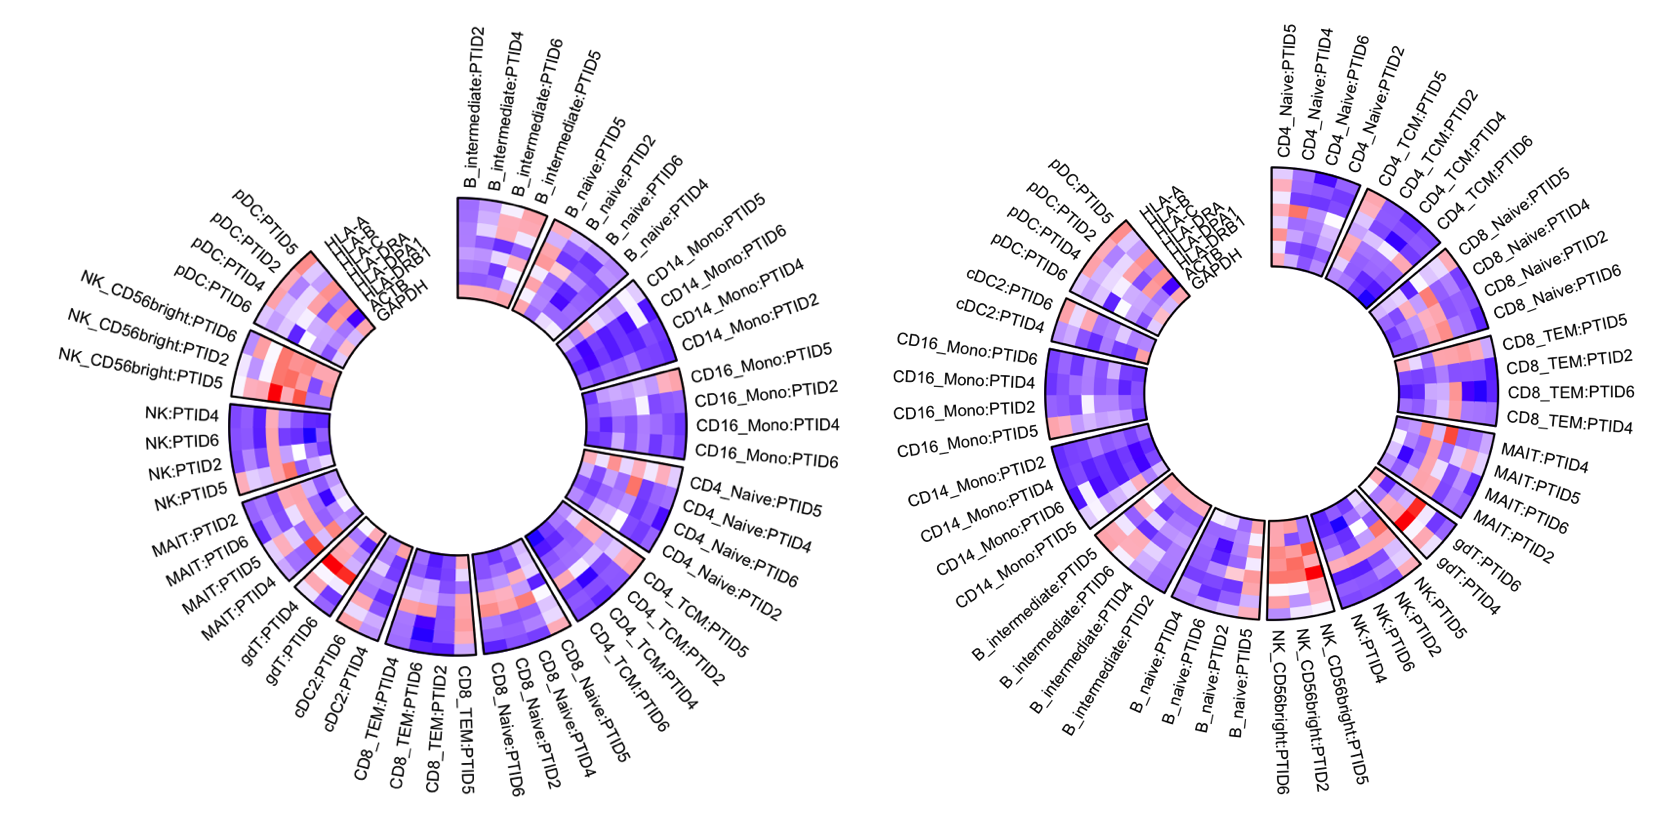 B_intermediate:PTID2
B_intermediate:PTID4
B_intermediate:PTID6
B_intermediate:PTID5
B_naive:PTID5
B_naive:PTID2
B_naive:PTID6
B_naive:PTID4
CD14_Mono:PTID5
CD14_Mono:PTID6
CD14_Mono:PTID4
CD14_Mono:PTID2
CD16_Mono:PTID5
CD16_Mono:PTID2
CD16_Mono:PTID4
CD16_Mono:PTID6
CD4_Naive:PTID5
CD4_Naive:PTID4
CD4_Naive:PTID6
CD4_Naive:PTID2
CD4_TCM:PTID5
CD4_TCM:PTID2
CD4_TCM:PTID4
CD4_TCM:PTID6
CD8_Naive:PTID5
CD8_Naive:PTID4
CD8_Naive:PTID2
CD8_Naive:PTID6
CD8_TEM:PTID5
CD8_TEM:PTID2
CD8_TEM:PTID6
CD8_TEM:PTID4
cDC2:PTID4
cDC2:PTID6
gdT:PTID6
gdT:PTID4
MAIT:PTID4
MAIT:PTID5
MAIT:PTID6
MAIT:PTID2
NK:PTID5
NK:PTID2
NK:PTID6
NK:PTID4
NK_CD56bright:PTID5
NK_CD56bright:PTID2
NK_CD56bright:PTID6
pDC:PTID6
pDC:PTID4
pDC:PTID2
pDC:PTID5
HLA-A
HLA-B
HLA-C
HLA-DRA
HLA-DPA1
HLA-DRB1
ACTB
GAPDH
CD4_Naive:PTID5
CD4_Naive:PTID4
CD4_Naive:PTID6
CD4_Naive:PTID2
CD4_TCM:PTID5
CD4_TCM:PTID2
CD4_TCM:PTID4
CD4_TCM:PTID6
CD8_Naive:PTID5
CD8_Naive:PTID4
CD8_Naive:PTID2
CD8_Naive:PTID6
CD8_TEM:PTID5
CD8_TEM:PTID2
CD8_TEM:PTID6
CD8_TEM:PTID4
MAIT:PTID4
MAIT:PTID5
MAIT:PTID6
MAIT:PTID2
gdT:PTID6
gdT:PTID4
NK:PTID5
NK:PTID2
NK:PTID6
NK:PTID4
NK_CD56bright:PTID5
NK_CD56bright:PTID2
NK_CD56bright:PTID6
B_naive:PTID5
B_naive:PTID2
B_naive:PTID6
B_naive:PTID4
B_intermediate:PTID2
B_intermediate:PTID4
B_intermediate:PTID6
B_intermediate:PTID5
CD14_Mono:PTID5
CD14_Mono:PTID6
CD14_Mono:PTID4
CD14_Mono:PTID2
CD16_Mono:PTID5
CD16_Mono:PTID2
CD16_Mono:PTID4
CD16_Mono:PTID6
cDC2:PTID4
cDC2:PTID6
pDC:PTID6
pDC:PTID4
pDC:PTID2
pDC:PTID5
HLA-A
HLA-B
HLA-C
HLA-DRA
HLA-DPA1
HLA-DRB1
ACTB
GAPDH